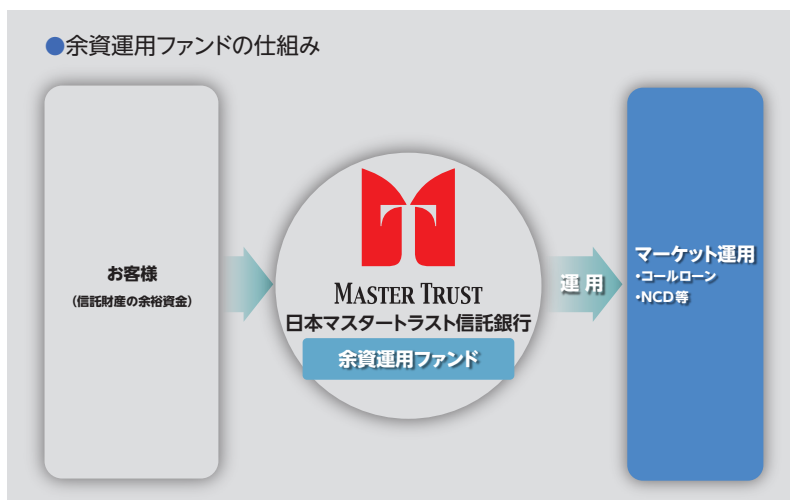 ●余資運用ファンドの仕組み
お客様
(信託財産の余裕資金)
MASTER TRUST
日本マスタートラスト信託銀行
余資運用ファンド
運用
マーケット運用
・コールローン
・NCD等